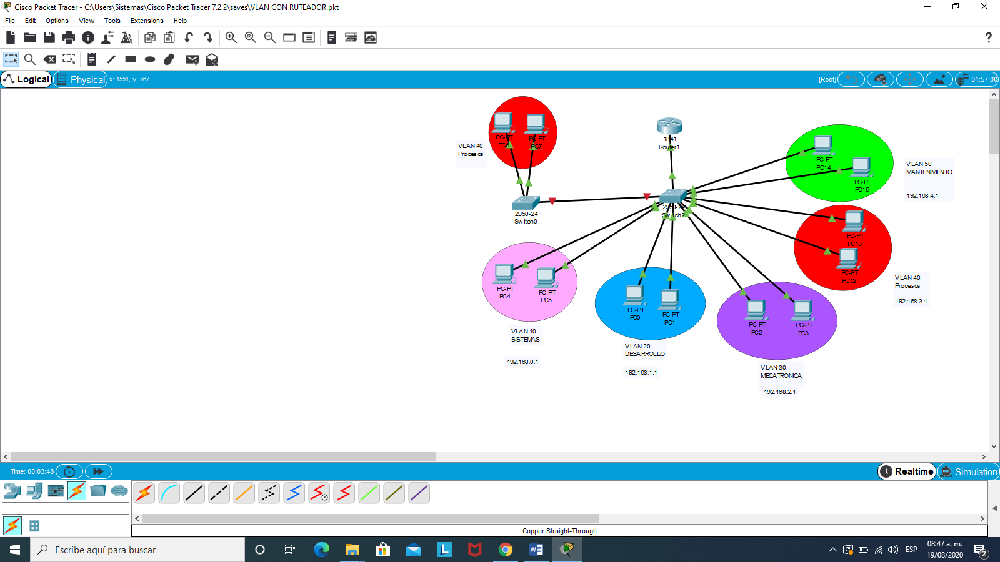 Cisco Packet Tracer - C:\Users\Sistemas\Cisco Packet Tracer 7.2.2\saves\VLAN CON RUTEADOR.pkt
File Edit Options View Tools Extensions Help
?
Logical Physical x: 1551, y: 567 [Root] 01:57:00
VLAN 40
Procesos
PC-PT
PC6
PC-PT
PC7
1841
Router1
PC-PT
PC14
PC-PT
PC15
VLAN 50
MANTENIMIENTO
192.168.4.1
2950-24
Switch0
2950-24
Switch2
PC-PT
PC13
PC-PT
PC12
VLAN 40
Procesos
192.168.3.1
PC-PT
PC4
PC-PT
PC5
VLAN 10
SISTEMAS
192.168.0.1
PC-PT
PC0
PC-PT
PC1
VLAN 20
DESARROLLO
192.168.1.1
PC-PT
PC2
PC-PT
PC3
VLAN 30
MECATRONICA
192.168.2.1
Time: 00:03:48 Realtime Simulation
Copper Straight-Through
Escribe aquí para buscar
ESP
08:47 a. m.
19/08/2020
2